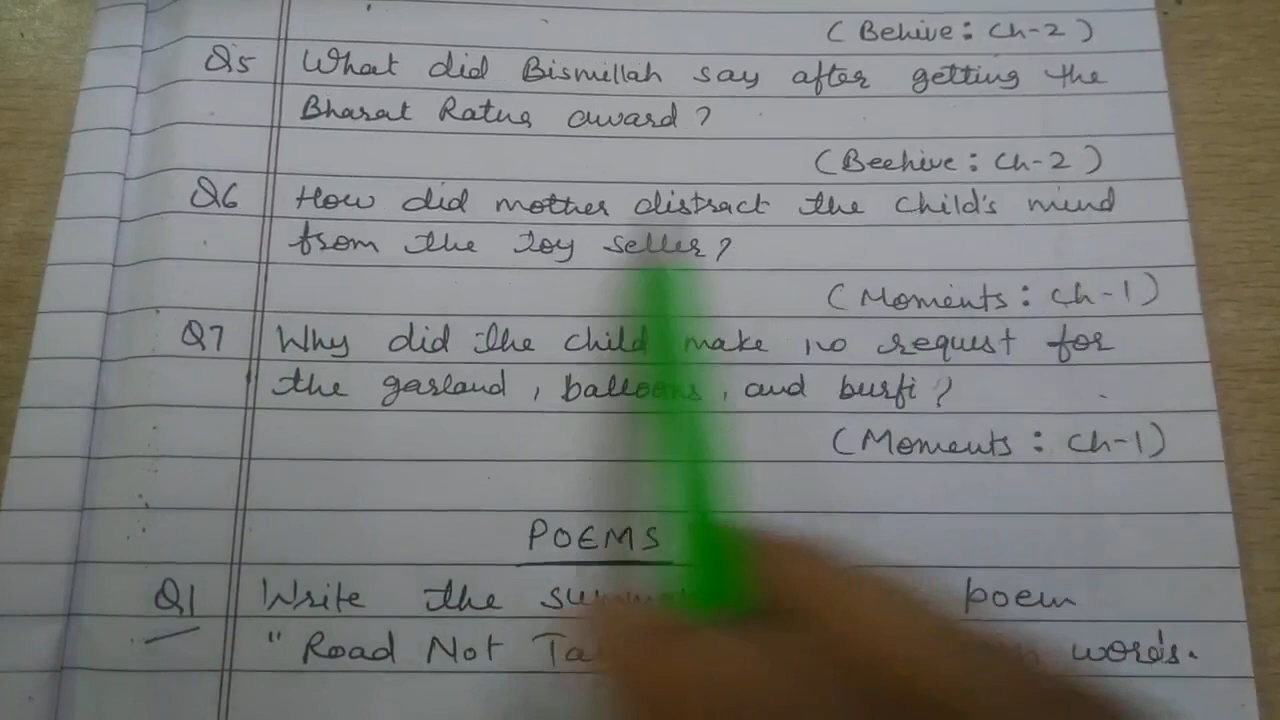 (Behive: Ch-2)
Q5 What did Bismillah say after getting the
Bharat Ratna award?
(Beehive: Ch-2)
Q6 How did mother distract the child's mind
from the toy seller?
(Moments: Ch-1)
Q7 Why did the child make no request for
the garland, balloons, and burfi?
(Moments: Ch-1)
POEMS
Q1 Write the poem
"Road Not words.